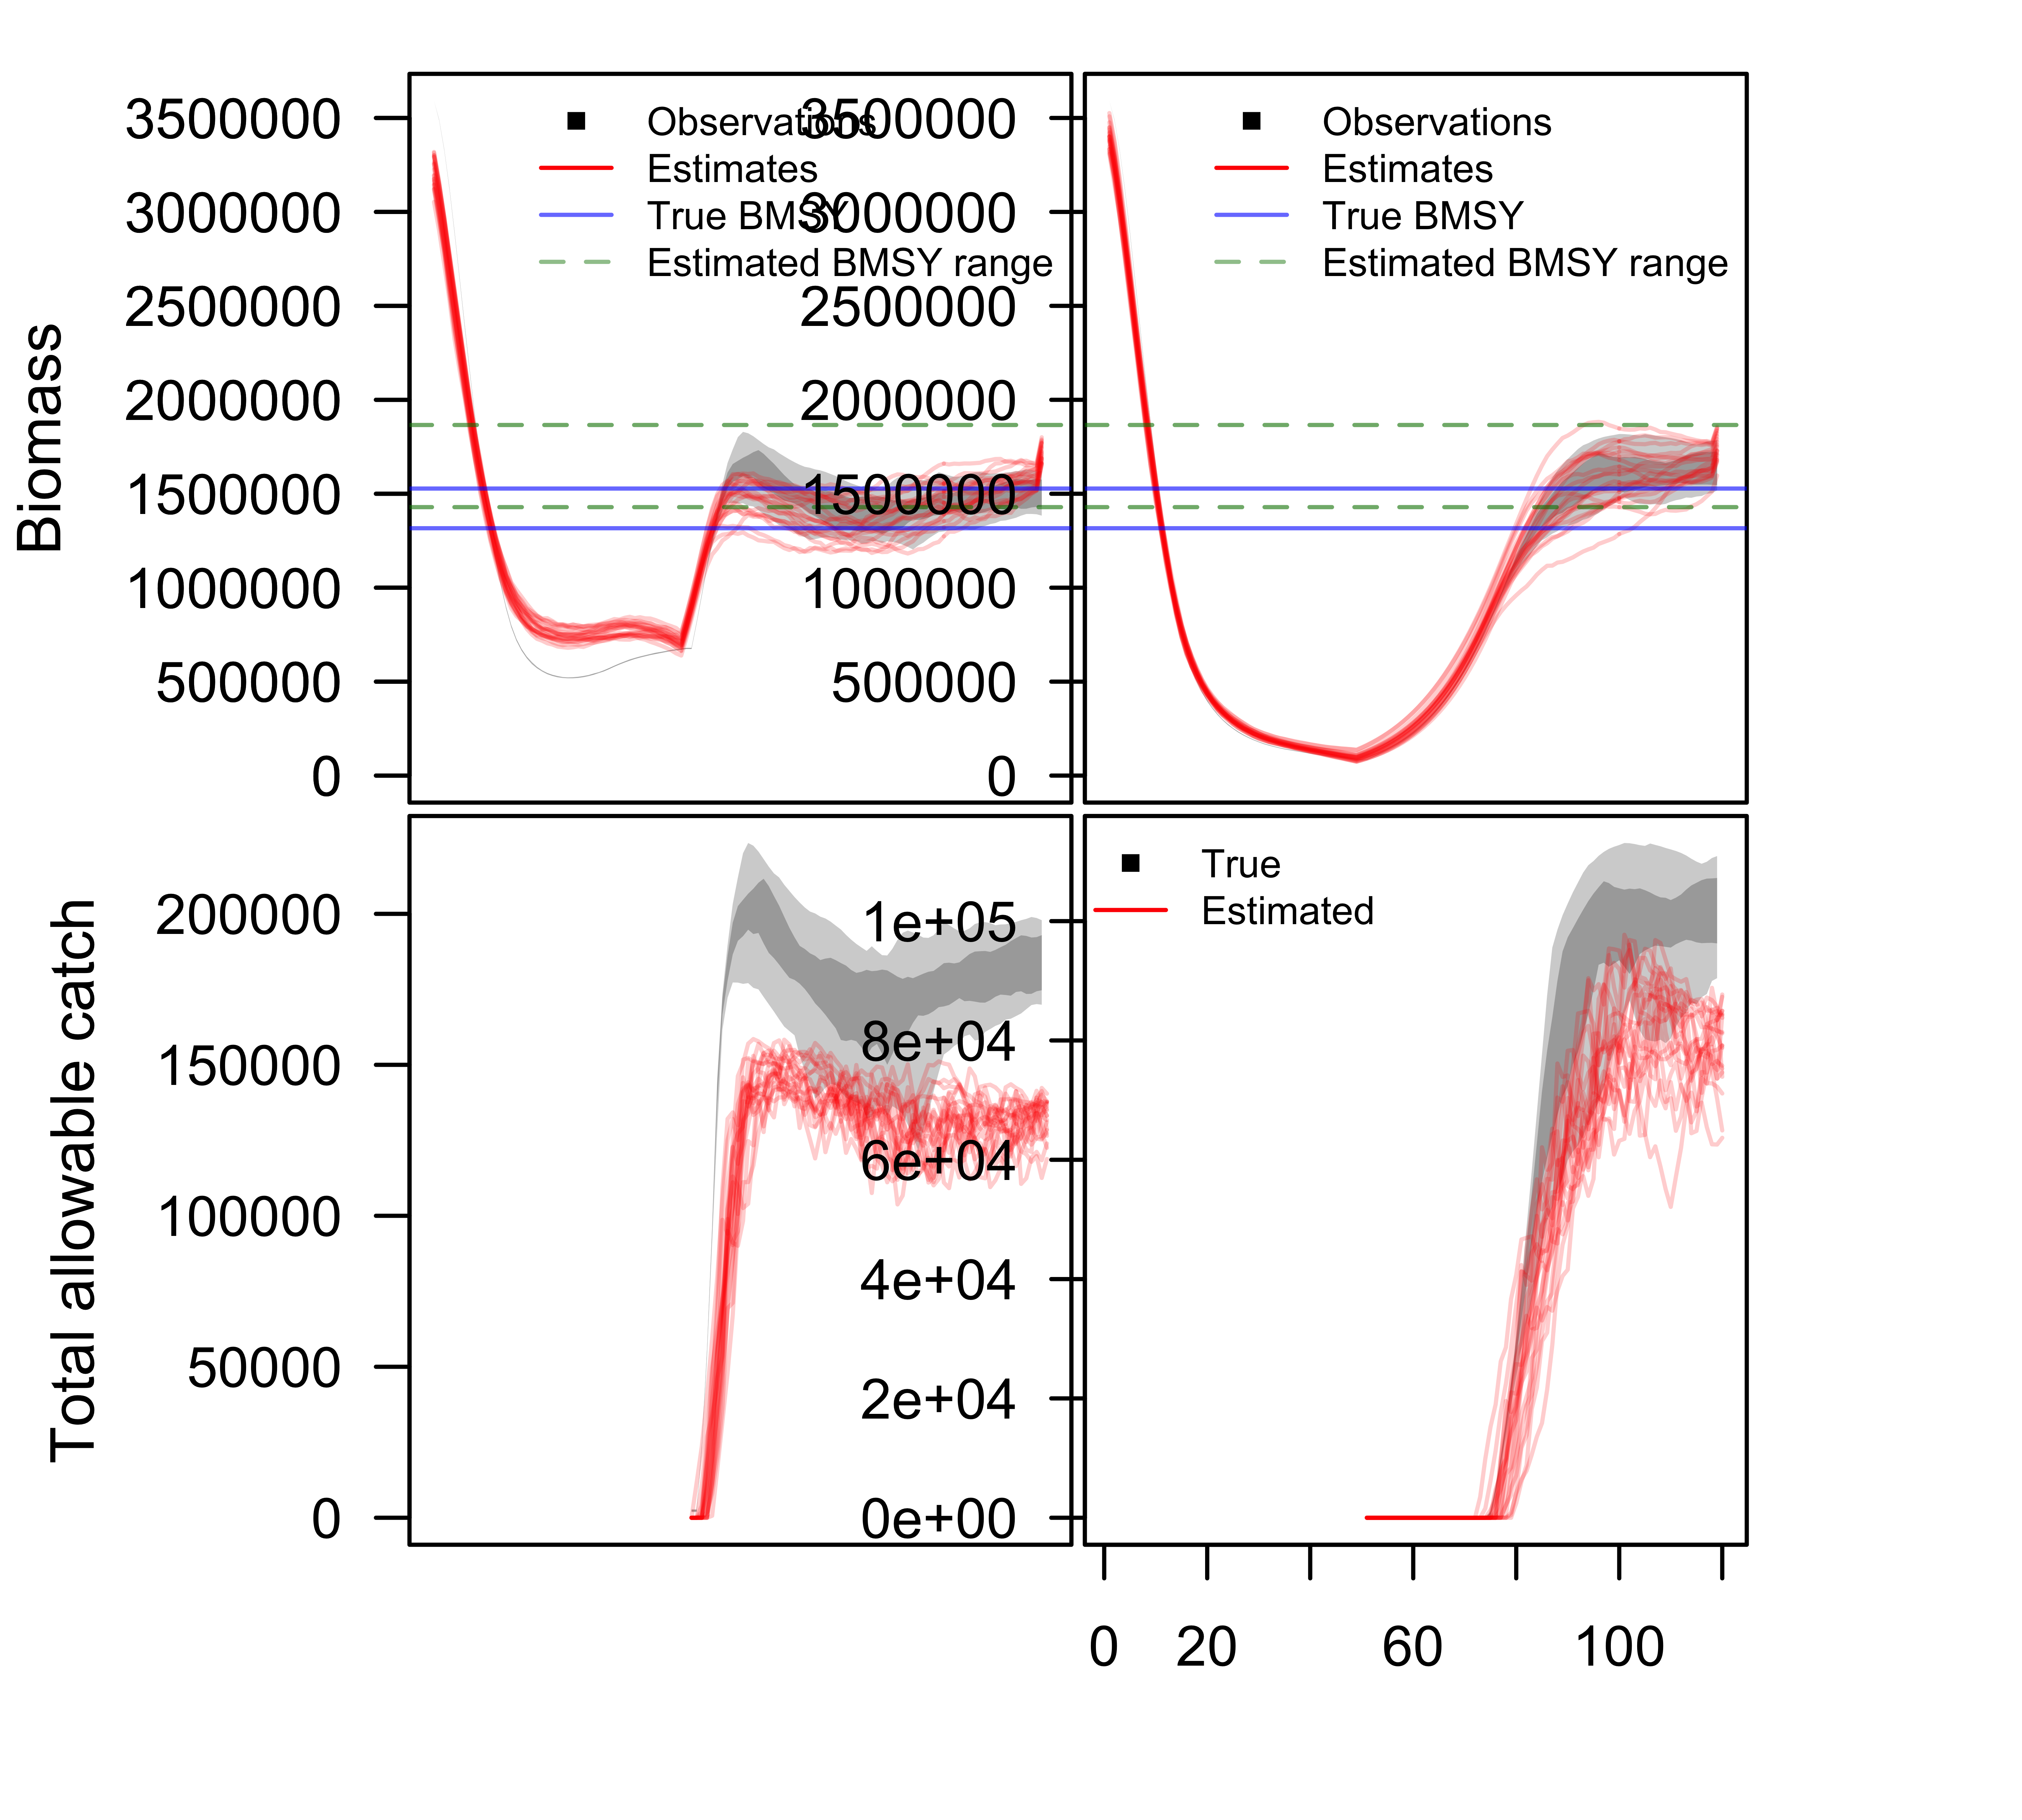 Biomass
3500000
3000000
2500000
2000000
1500000
1000000
500000
0
Observations
Estimates
True BMSY
Estimated BMSY range
3500000
3000000
2500000
2000000
1500000
1000000
500000
0
Observations
Estimates
True BMSY
Estimated BMSY range
Total allowable catch
200000
150000
100000
50000
0
1e+05
8e+04
6e+04
4e+04
2e+04
0e+00
True
Estimated
0 20 60 100